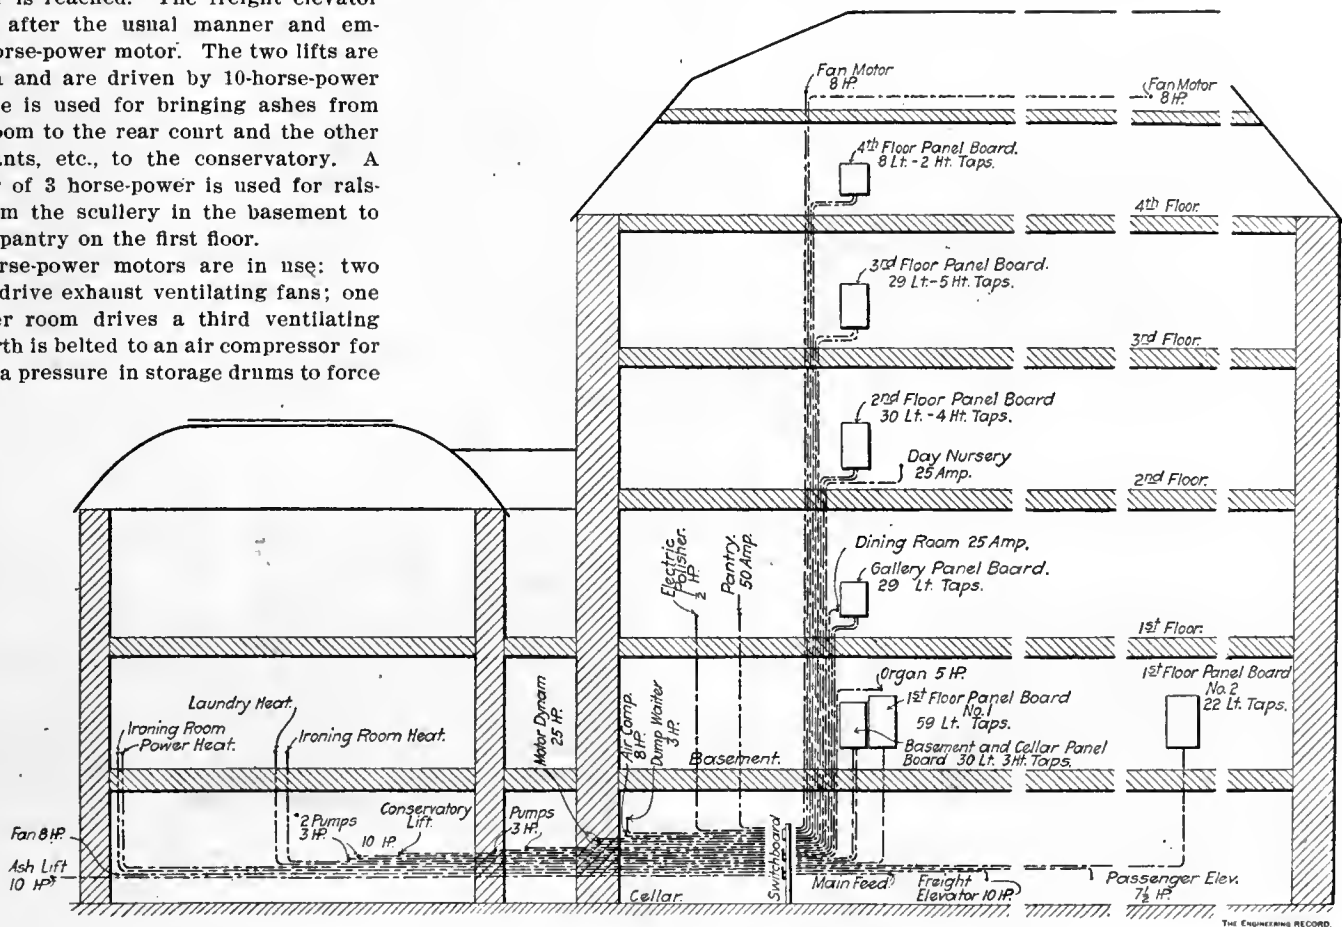 is reached. The freight elevator
after the usual manner and em-
orse-power motor. The two lifts are
and are driven by 10-horse-power
e is used for bringing ashes from
oom to the rear court and the other
ants, etc., to the conservatory. A
of 3 horse-power is used for rais-
m the scullery in the basement to
pantry on the first floor.
rse-power motors are in use: two
drive exhaust ventilating fans; one
er room drives a third ventilating
rth is belted to an air compressor for
a pressure in storage drums to force
Fan Motor
8 HP.
Fan Motor
8 HP.
4th Floor Panel Board.
8 Lt.-2 Ht. Taps.
4th Floor.
3rd Floor Panel Board.
29 Lt.-5 Ht. Taps.
3rd Floor.
2nd Floor Panel Board
30 Lt.-4 Ht. Taps.
Day Nursery
25 Amp.
2nd Floor.
Electric
Polisher.
1/2 HP.
Pantry.
50 Amp.
Dining Room 25 Amp.
Gallery Panel Board.
29 Lt. Taps.
1st Floor.
Organ 5 HP.
1st Floor Panel Board
No. 1
59 Lt. Taps.
Basement and Cellar Panel
Board 30 Lt. 3 Ht. Taps.
1st Floor Panel Board
No. 2
22 Lt. Taps.
Laundry Heat.
Ironing Room
Power Heat.
Ironing Room Heat.
Motor Dynam
25 HP.
Air Comp.
8 HP.
Dump Waiter
3 HP.
Basement.
2 Pumps
3 HP.
10 HP.
Conservatory
Lift.
Pumps
3 HP.
Fan 8 HP.
Ash Lift
10 HP.
Cellar.
Switchboard
Main Feed
Freight
Elevator 10 HP.
Passenger Elev.
7½ HP.
THE ENGINEERING RECORD.